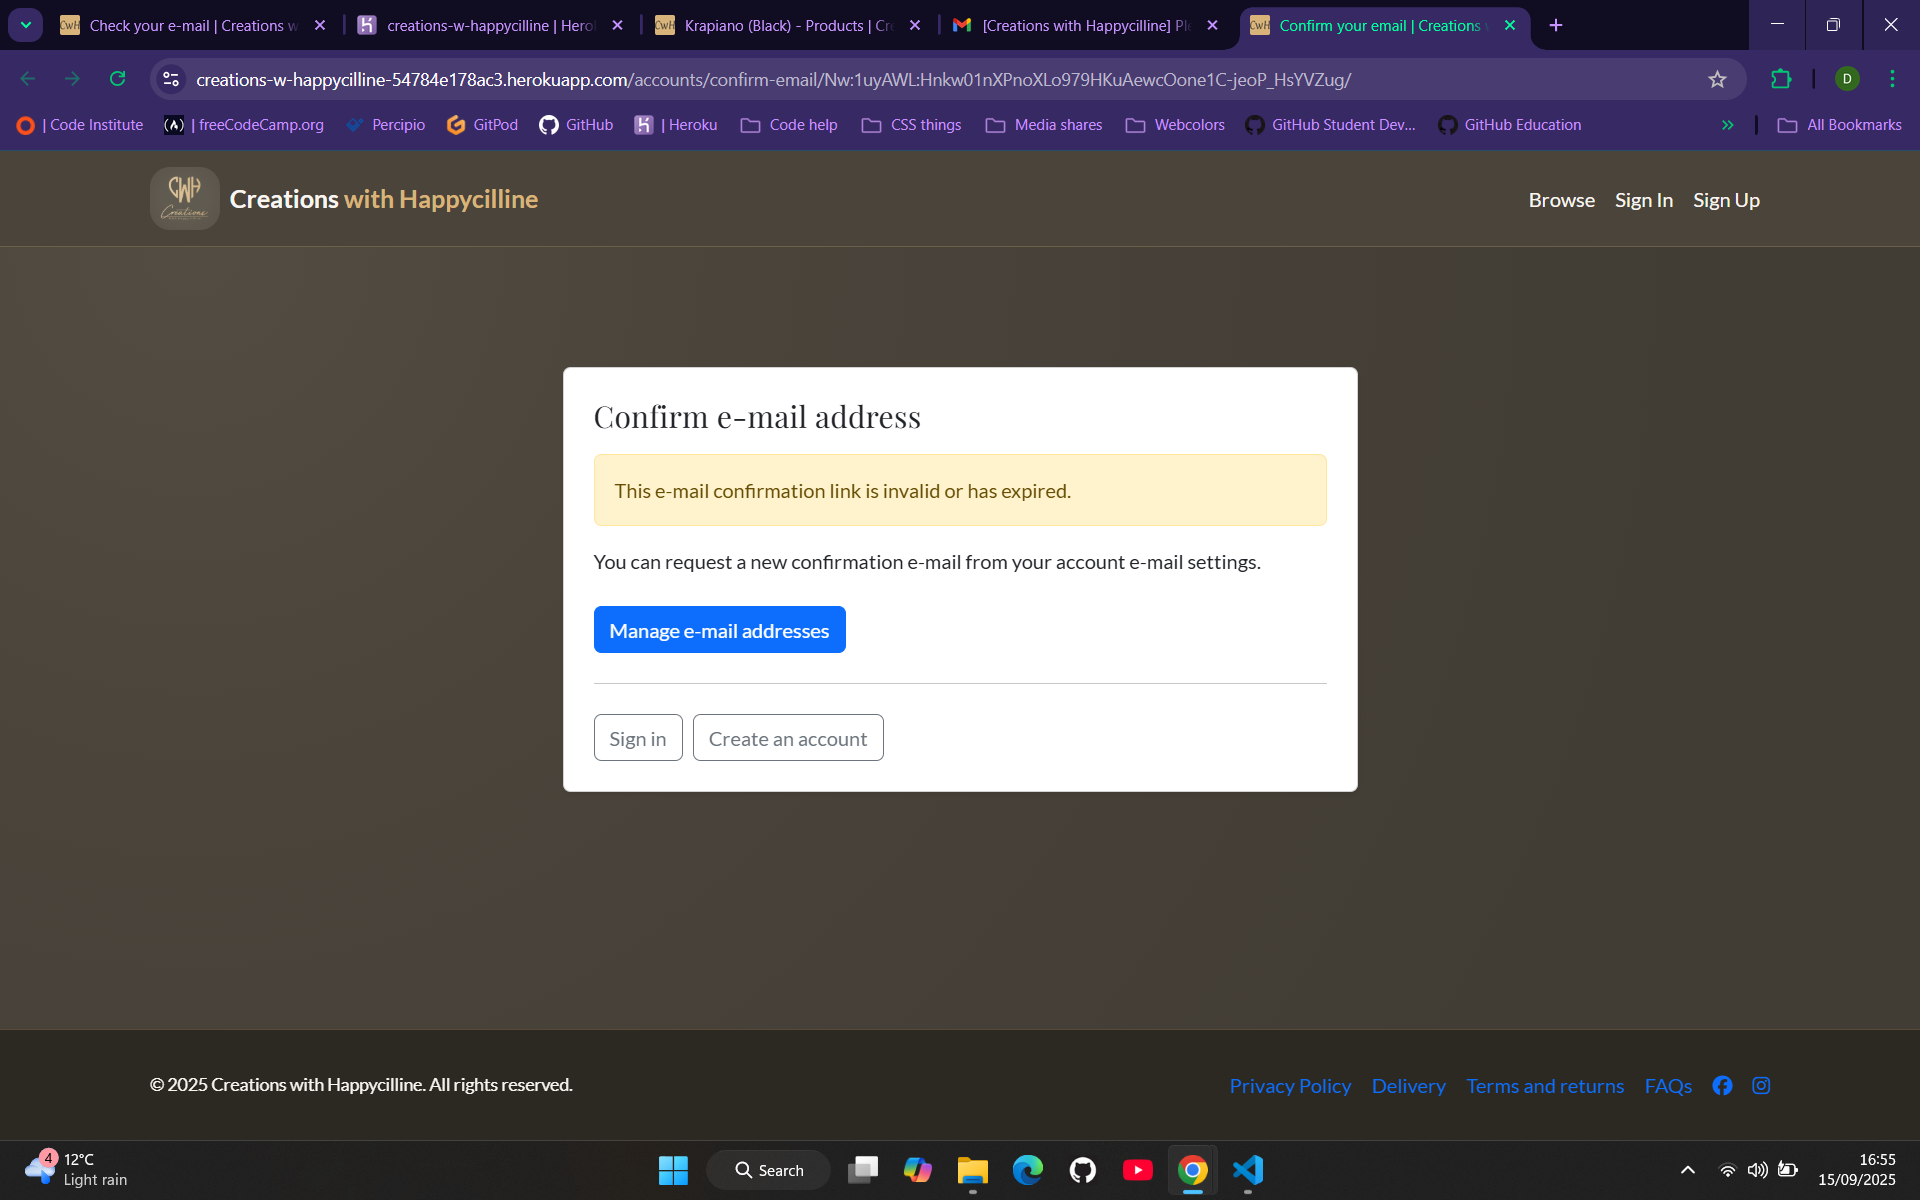 Check your e-mail | Creations w
creations-w-happycilline | Hero
Krapiano (Black) - Products | Cre
[Creations with Happycilline] Ple
Confirm your email | Creations w
creations-w-happycilline-54784e178ac3.herokuapp.com/accounts/confirm-email/Nw:1uyAWL:Hnkw01nXPnoXLo979HKuAewcOone1C-jeoP_HsYVZug/
D
| Code Institute
| freeCodeCamp.org
Percipio
GitPod
GitHub
| Heroku
Code help
CSS things
Media shares
Webcolors
GitHub Student Dev...
GitHub Education
All Bookmarks
CWH
Creations
Creations with Happycilline
Browse
Sign In
Sign Up
Confirm e-mail address
This e-mail confirmation link is invalid or has expired.
You can request a new confirmation e-mail from your account e-mail settings.
Manage e-mail addresses
Sign in
Create an account
© 2025 Creations with Happycilline. All rights reserved.
Privacy Policy
Delivery
Terms and returns
FAQs
4
12°C
Light rain
Search
16:55
15/09/2025